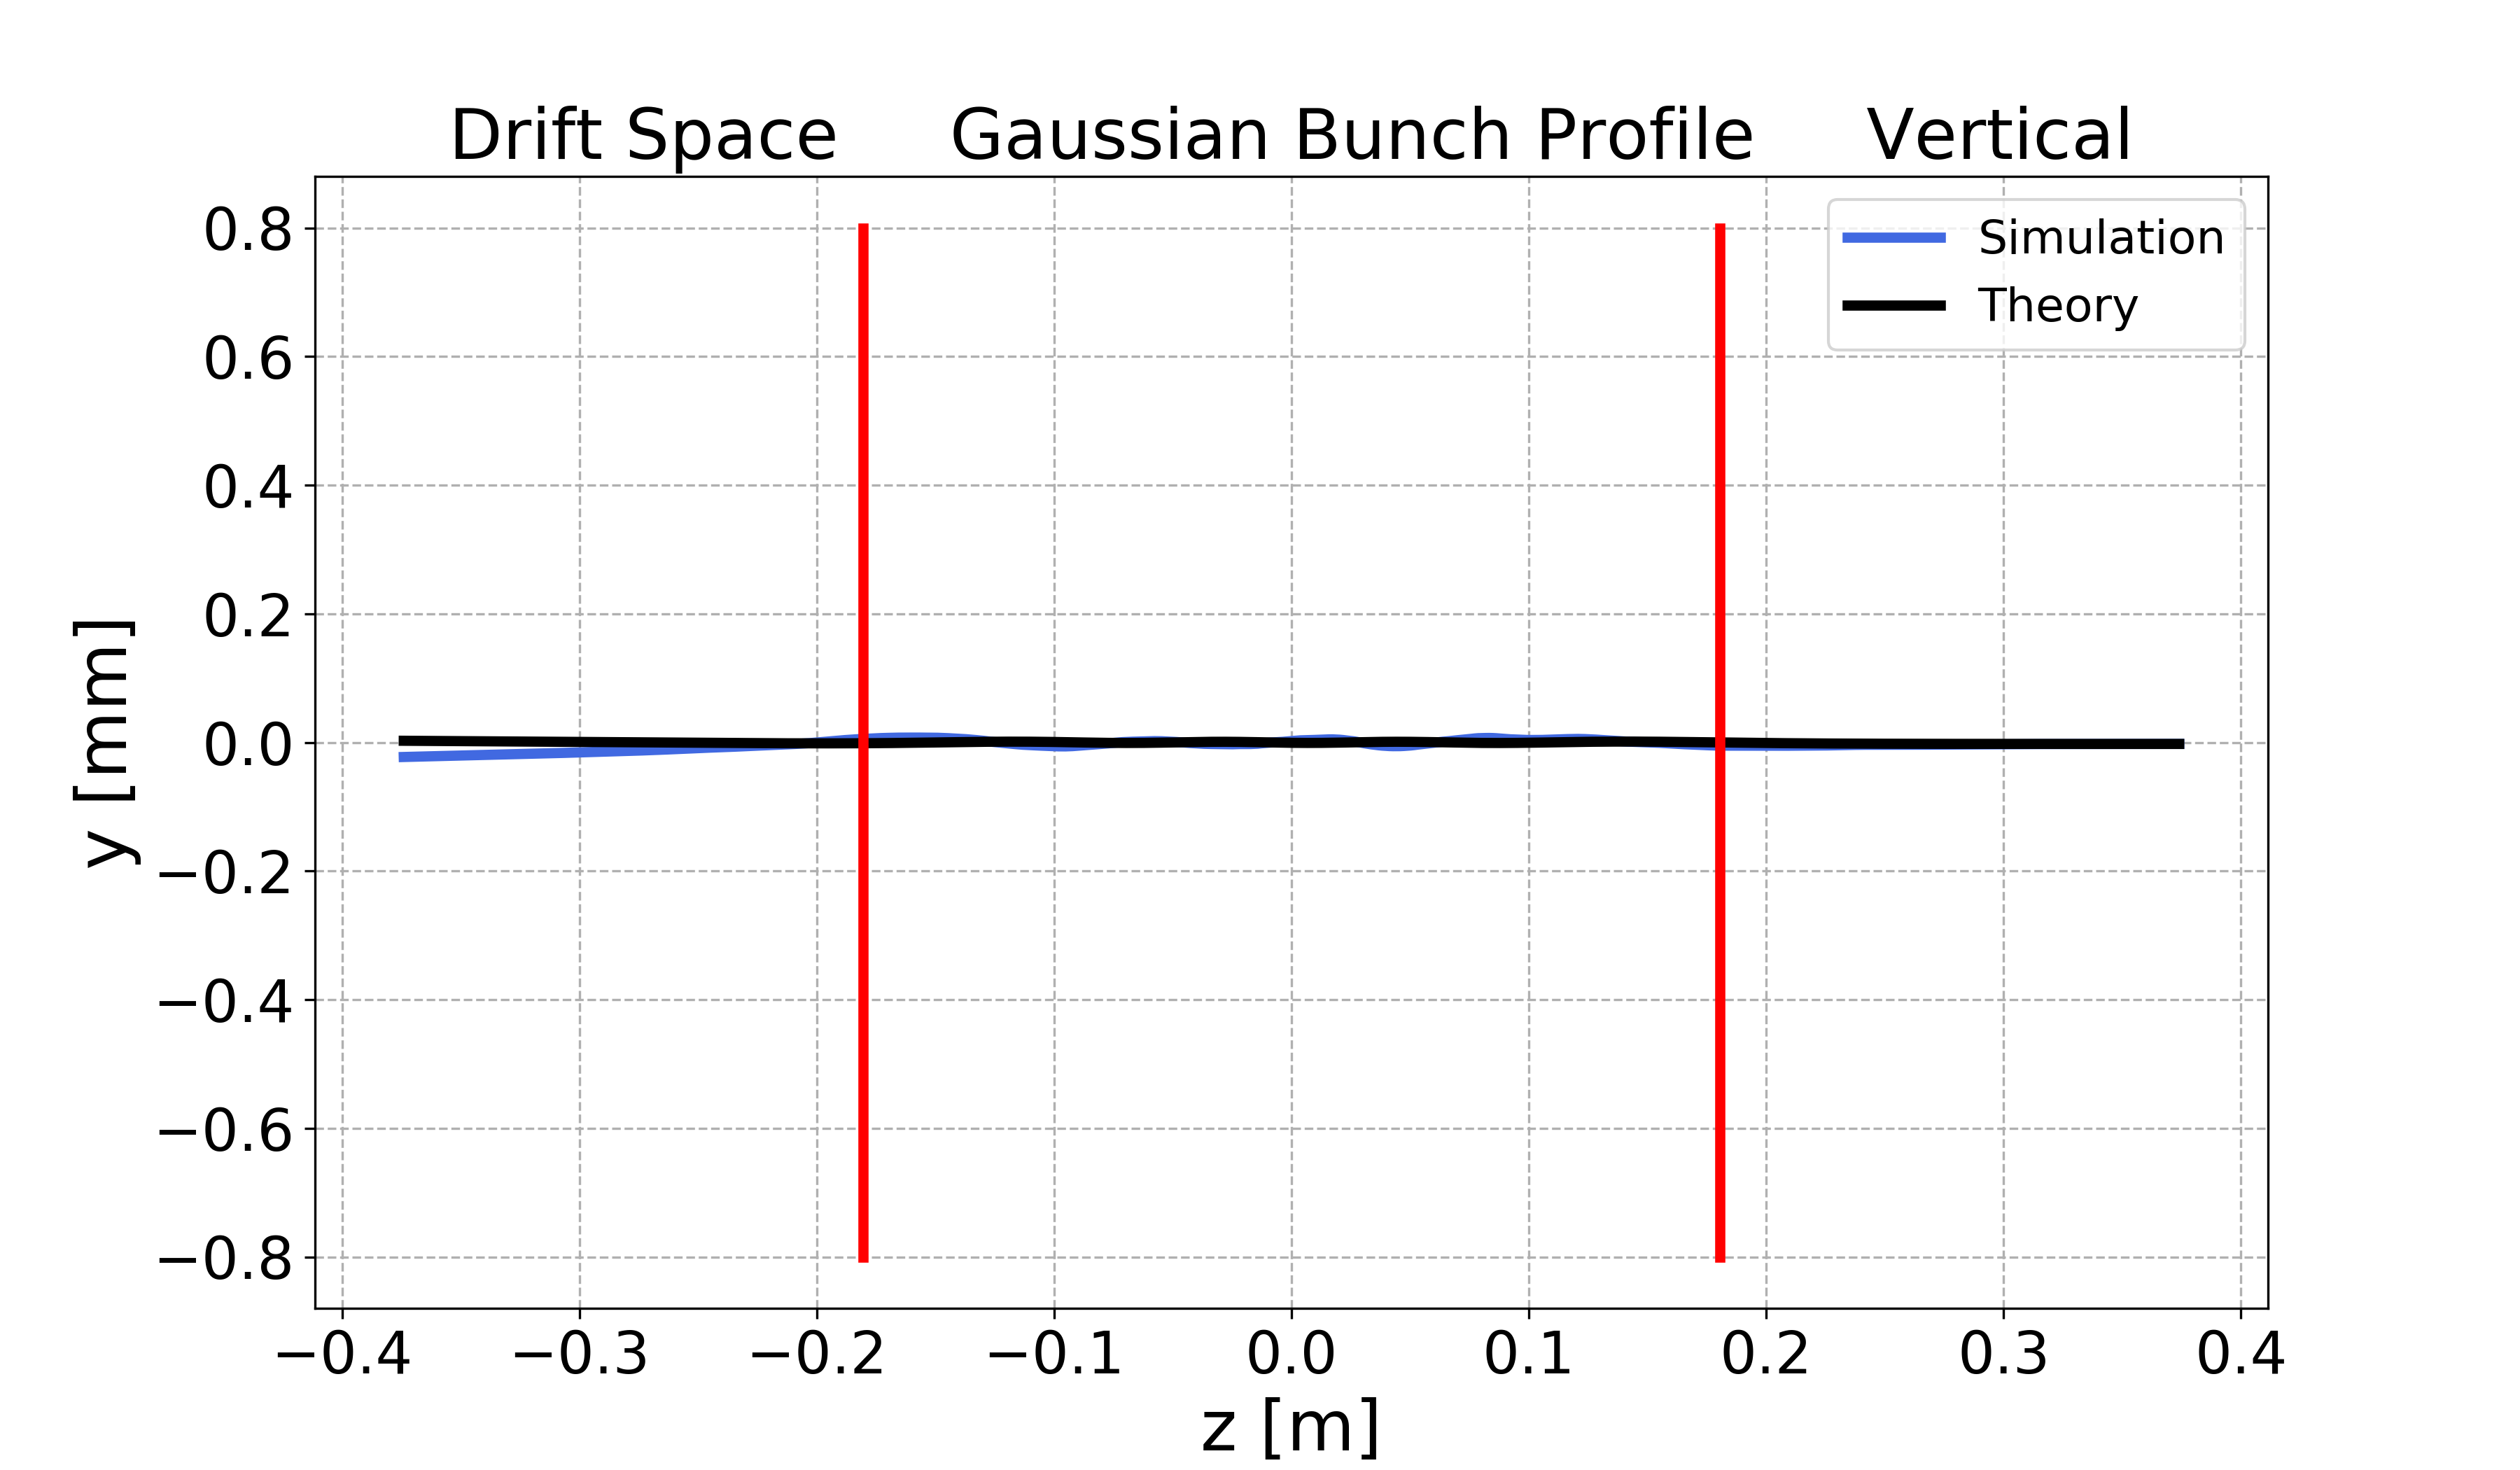 Drift Space Gaussian Bunch Profile Vertical
Simulation
Theory
0.8
0.6
0.4
0.2
0.0
−0.2
−0.4
−0.6
−0.8
y [mm]
−0.4 −0.3 −0.2 −0.1 0.0 0.1 0.2 0.3 0.4
z [m]